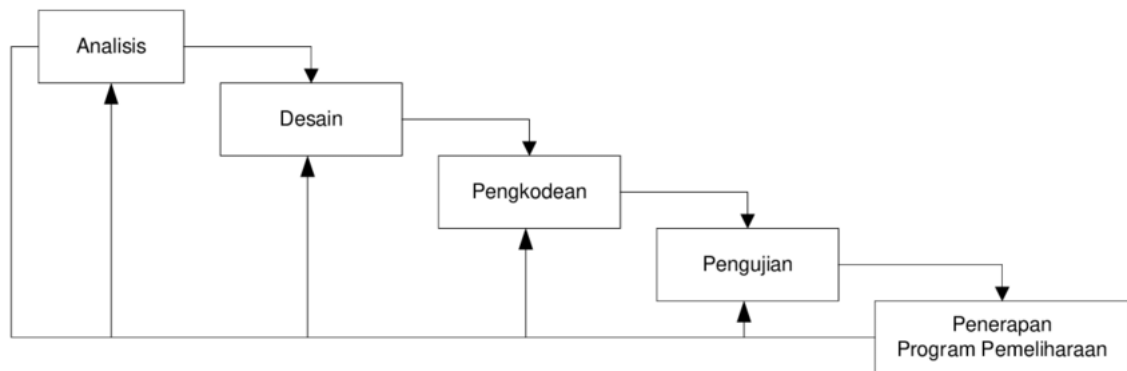 Analisis
Desain
Pengkodean
Pengujian
Penerapan
Program Pemeliharaan